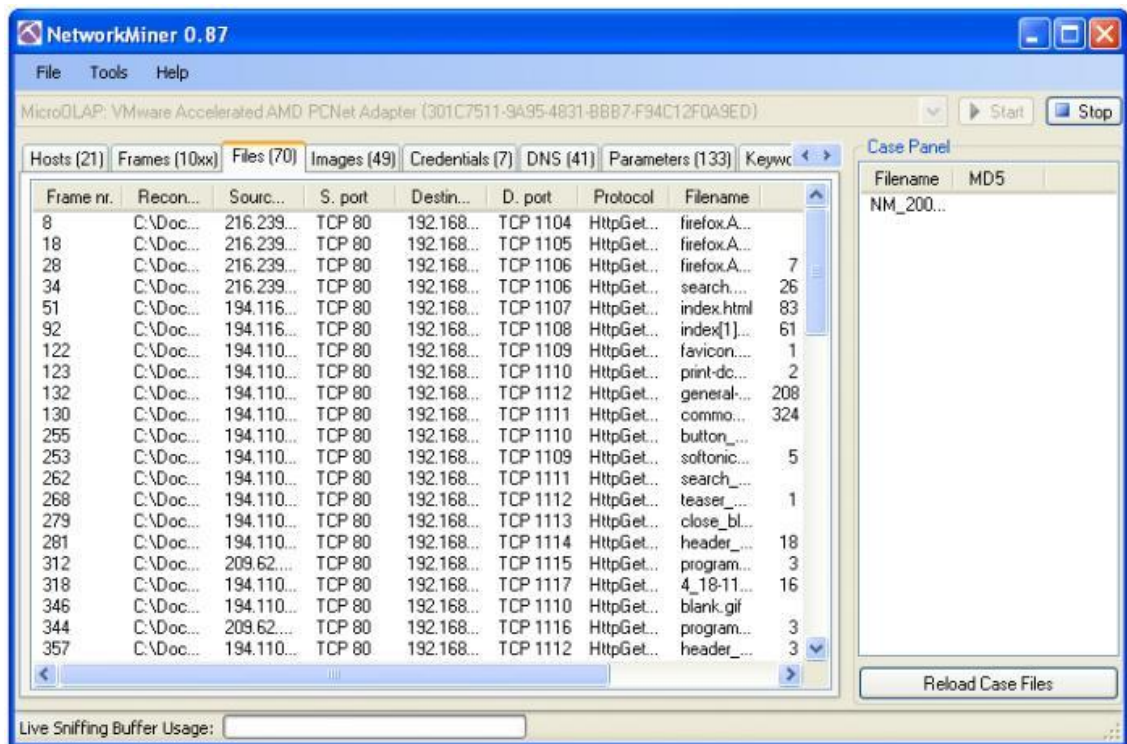 NetworkMiner 0.87
File Tools Help
MicroOLAP: VMware Accelerated AMD PCNet Adapter (301C7511-9A95-4831-BBB7-F94C12F0A9ED) Start Stop
Hosts (21) Frames (10xx) Files (70) Images (49) Credentials (7) DNS (41) Parameters (133) Keywc
Case Panel
Filename MD5
NM_200...
Frame nr. Recon... Sourc... S. port Destin... D. port Protocol Filename
8 C:\Doc... 216.239... TCP 80 192.168... TCP 1104 HttpGet... firefox.A...
18 C:\Doc... 216.239... TCP 80 192.168... TCP 1105 HttpGet... firefox.A...
28 C:\Doc... 216.239... TCP 80 192.168... TCP 1106 HttpGet... firefox.A... 7
34 C:\Doc... 216.239... TCP 80 192.168... TCP 1106 HttpGet... search.... 26
51 C:\Doc... 194.116... TCP 80 192.168... TCP 1107 HttpGet... index.html 83
92 C:\Doc... 194.116... TCP 80 192.168... TCP 1108 HttpGet... index[1]... 61
122 C:\Doc... 194.110... TCP 80 192.168... TCP 1109 HttpGet... favicon.... 1
123 C:\Doc... 194.110... TCP 80 192.168... TCP 1110 HttpGet... print-dc... 2
132 C:\Doc... 194.110... TCP 80 192.168... TCP 1112 HttpGet... general-... 208
130 C:\Doc... 194.110... TCP 80 192.168... TCP 1111 HttpGet... commo... 324
255 C:\Doc... 194.110... TCP 80 192.168... TCP 1110 HttpGet... button_...
253 C:\Doc... 194.110... TCP 80 192.168... TCP 1109 HttpGet... softonic... 5
262 C:\Doc... 194.110... TCP 80 192.168... TCP 1111 HttpGet... search_...
268 C:\Doc... 194.110... TCP 80 192.168... TCP 1112 HttpGet... teaser_... 1
279 C:\Doc... 194.110... TCP 80 192.168... TCP 1113 HttpGet... close_bl...
281 C:\Doc... 194.110... TCP 80 192.168... TCP 1114 HttpGet... header_... 18
312 C:\Doc... 209.62.... TCP 80 192.168... TCP 1115 HttpGet... program... 3
318 C:\Doc... 194.110... TCP 80 192.168... TCP 1117 HttpGet... 4_18-11... 16
346 C:\Doc... 194.110... TCP 80 192.168... TCP 1110 HttpGet... blank.gif
344 C:\Doc... 209.62.... TCP 80 192.168... TCP 1116 HttpGet... program... 3
357 C:\Doc... 194.110... TCP 80 192.168... TCP 1112 HttpGet... header_... 3
Reload Case Files
Live Sniffing Buffer Usage: